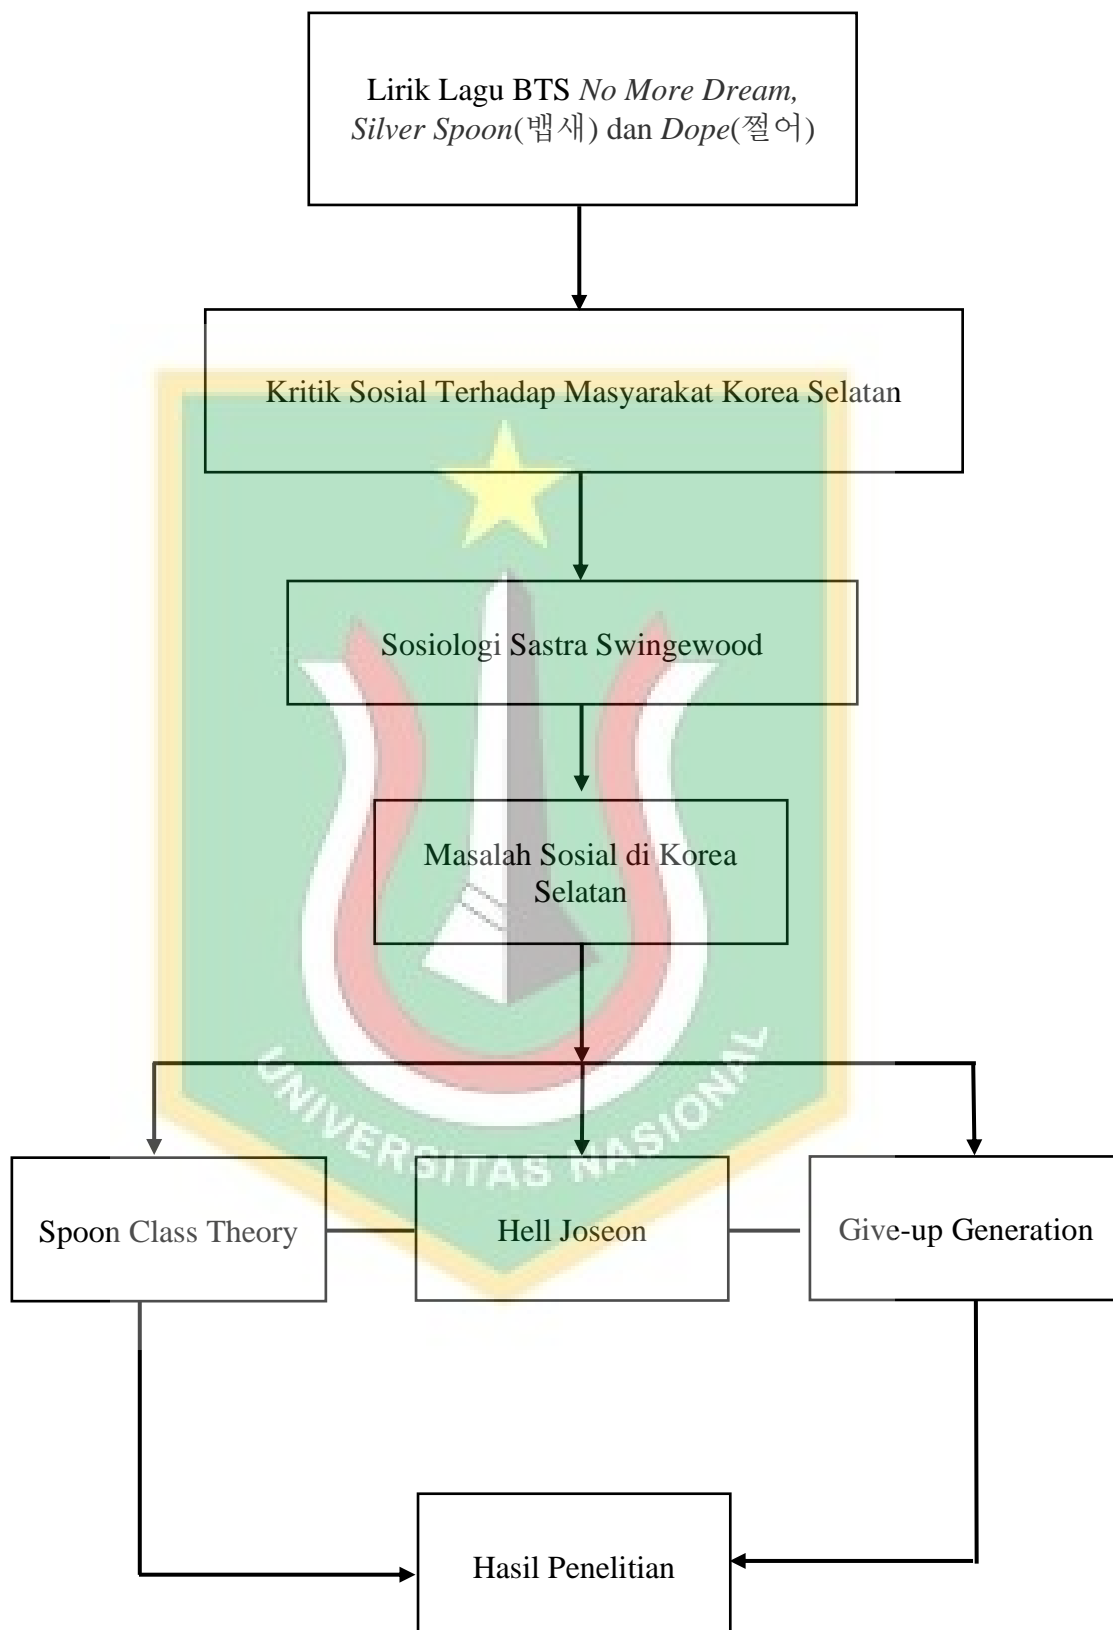 Lirik Lagu BTS No More Dream,
Silver Spoon(뱁새) dan Dope(쩔어)
Kritik Sosial Terhadap Masyarakat Korea Selatan
Sosiologi Sastra Swingewood
Masalah Sosial di Korea
Selatan
UNIVERSITAS NASIONAL
Spoon Class Theory
Hell Joseon
Give-up Generation
Hasil Penelitian